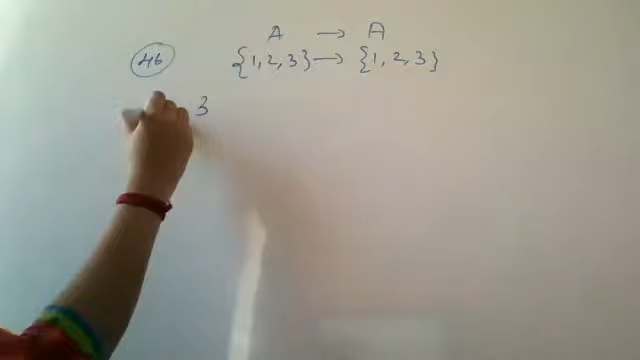 A → A
46 {1, 2, 3} → {1, 2, 3}
3